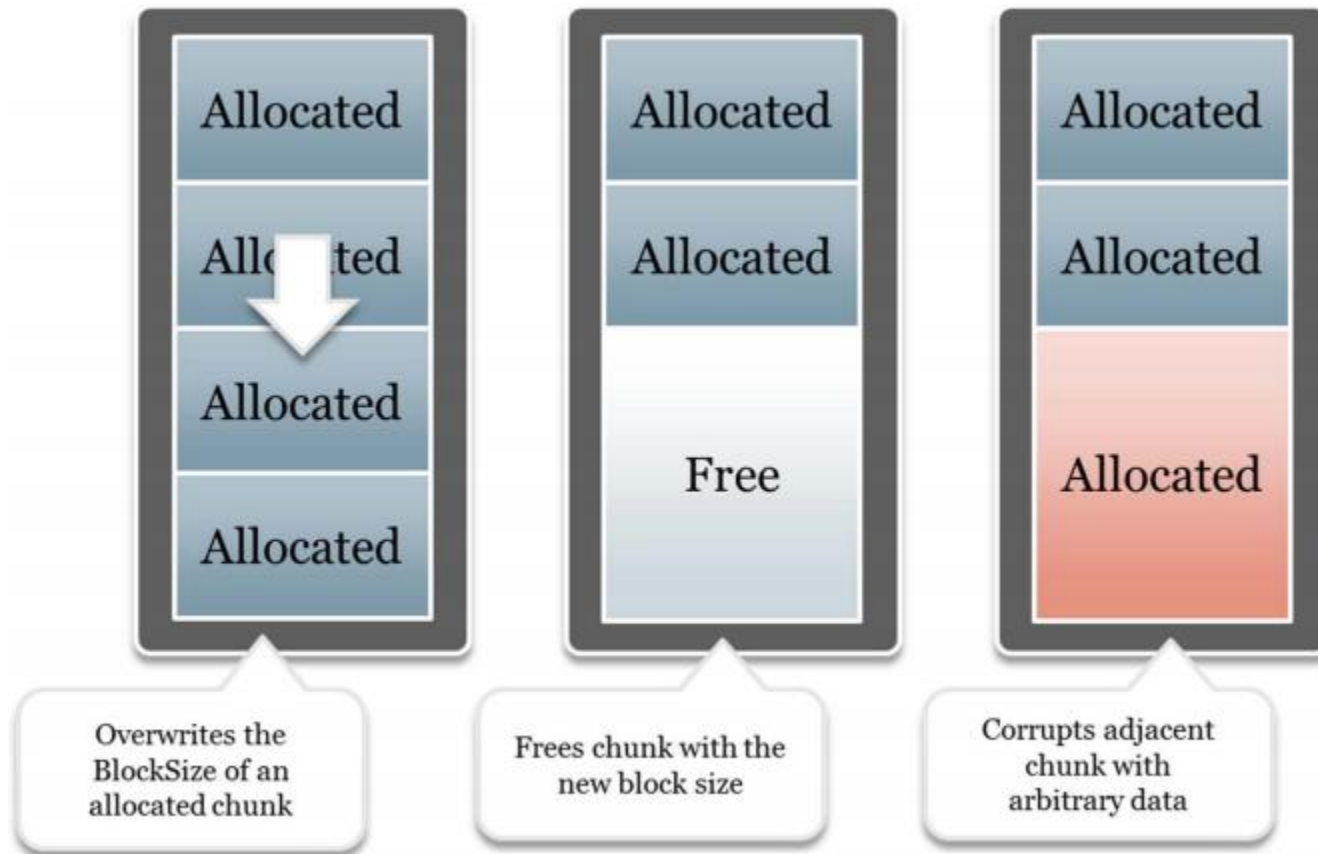 Allocated
Allocated
Allocated
Allocated
Overwrites the
BlockSize of an
allocated chunk
Allocated
Allocated
Free
Frees chunk with the
new block size
Allocated
Allocated
Allocated
Corrupts adjacent
chunk with
arbitrary data